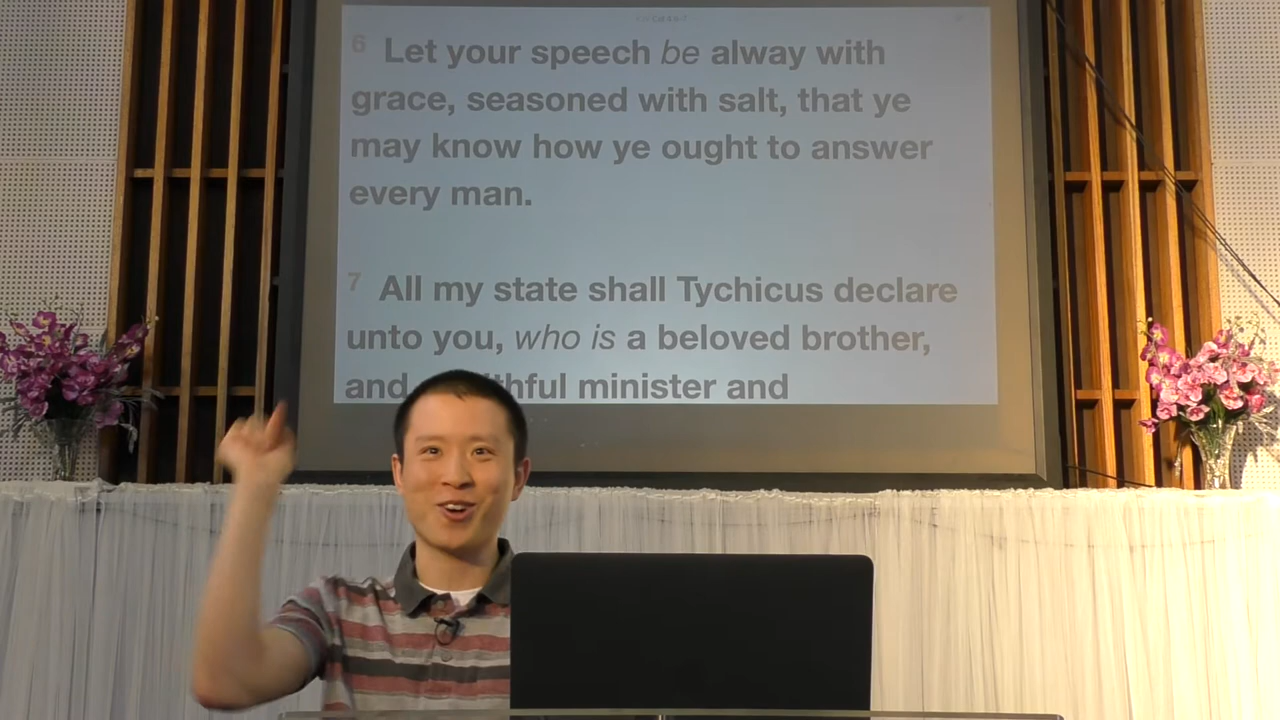 6 Let your speech be alway with
grace, seasoned with salt, that ye
may know how ye ought to answer
every man.
7 All my state shall Tychicus declare
unto you, who is a beloved brother,
and minister and